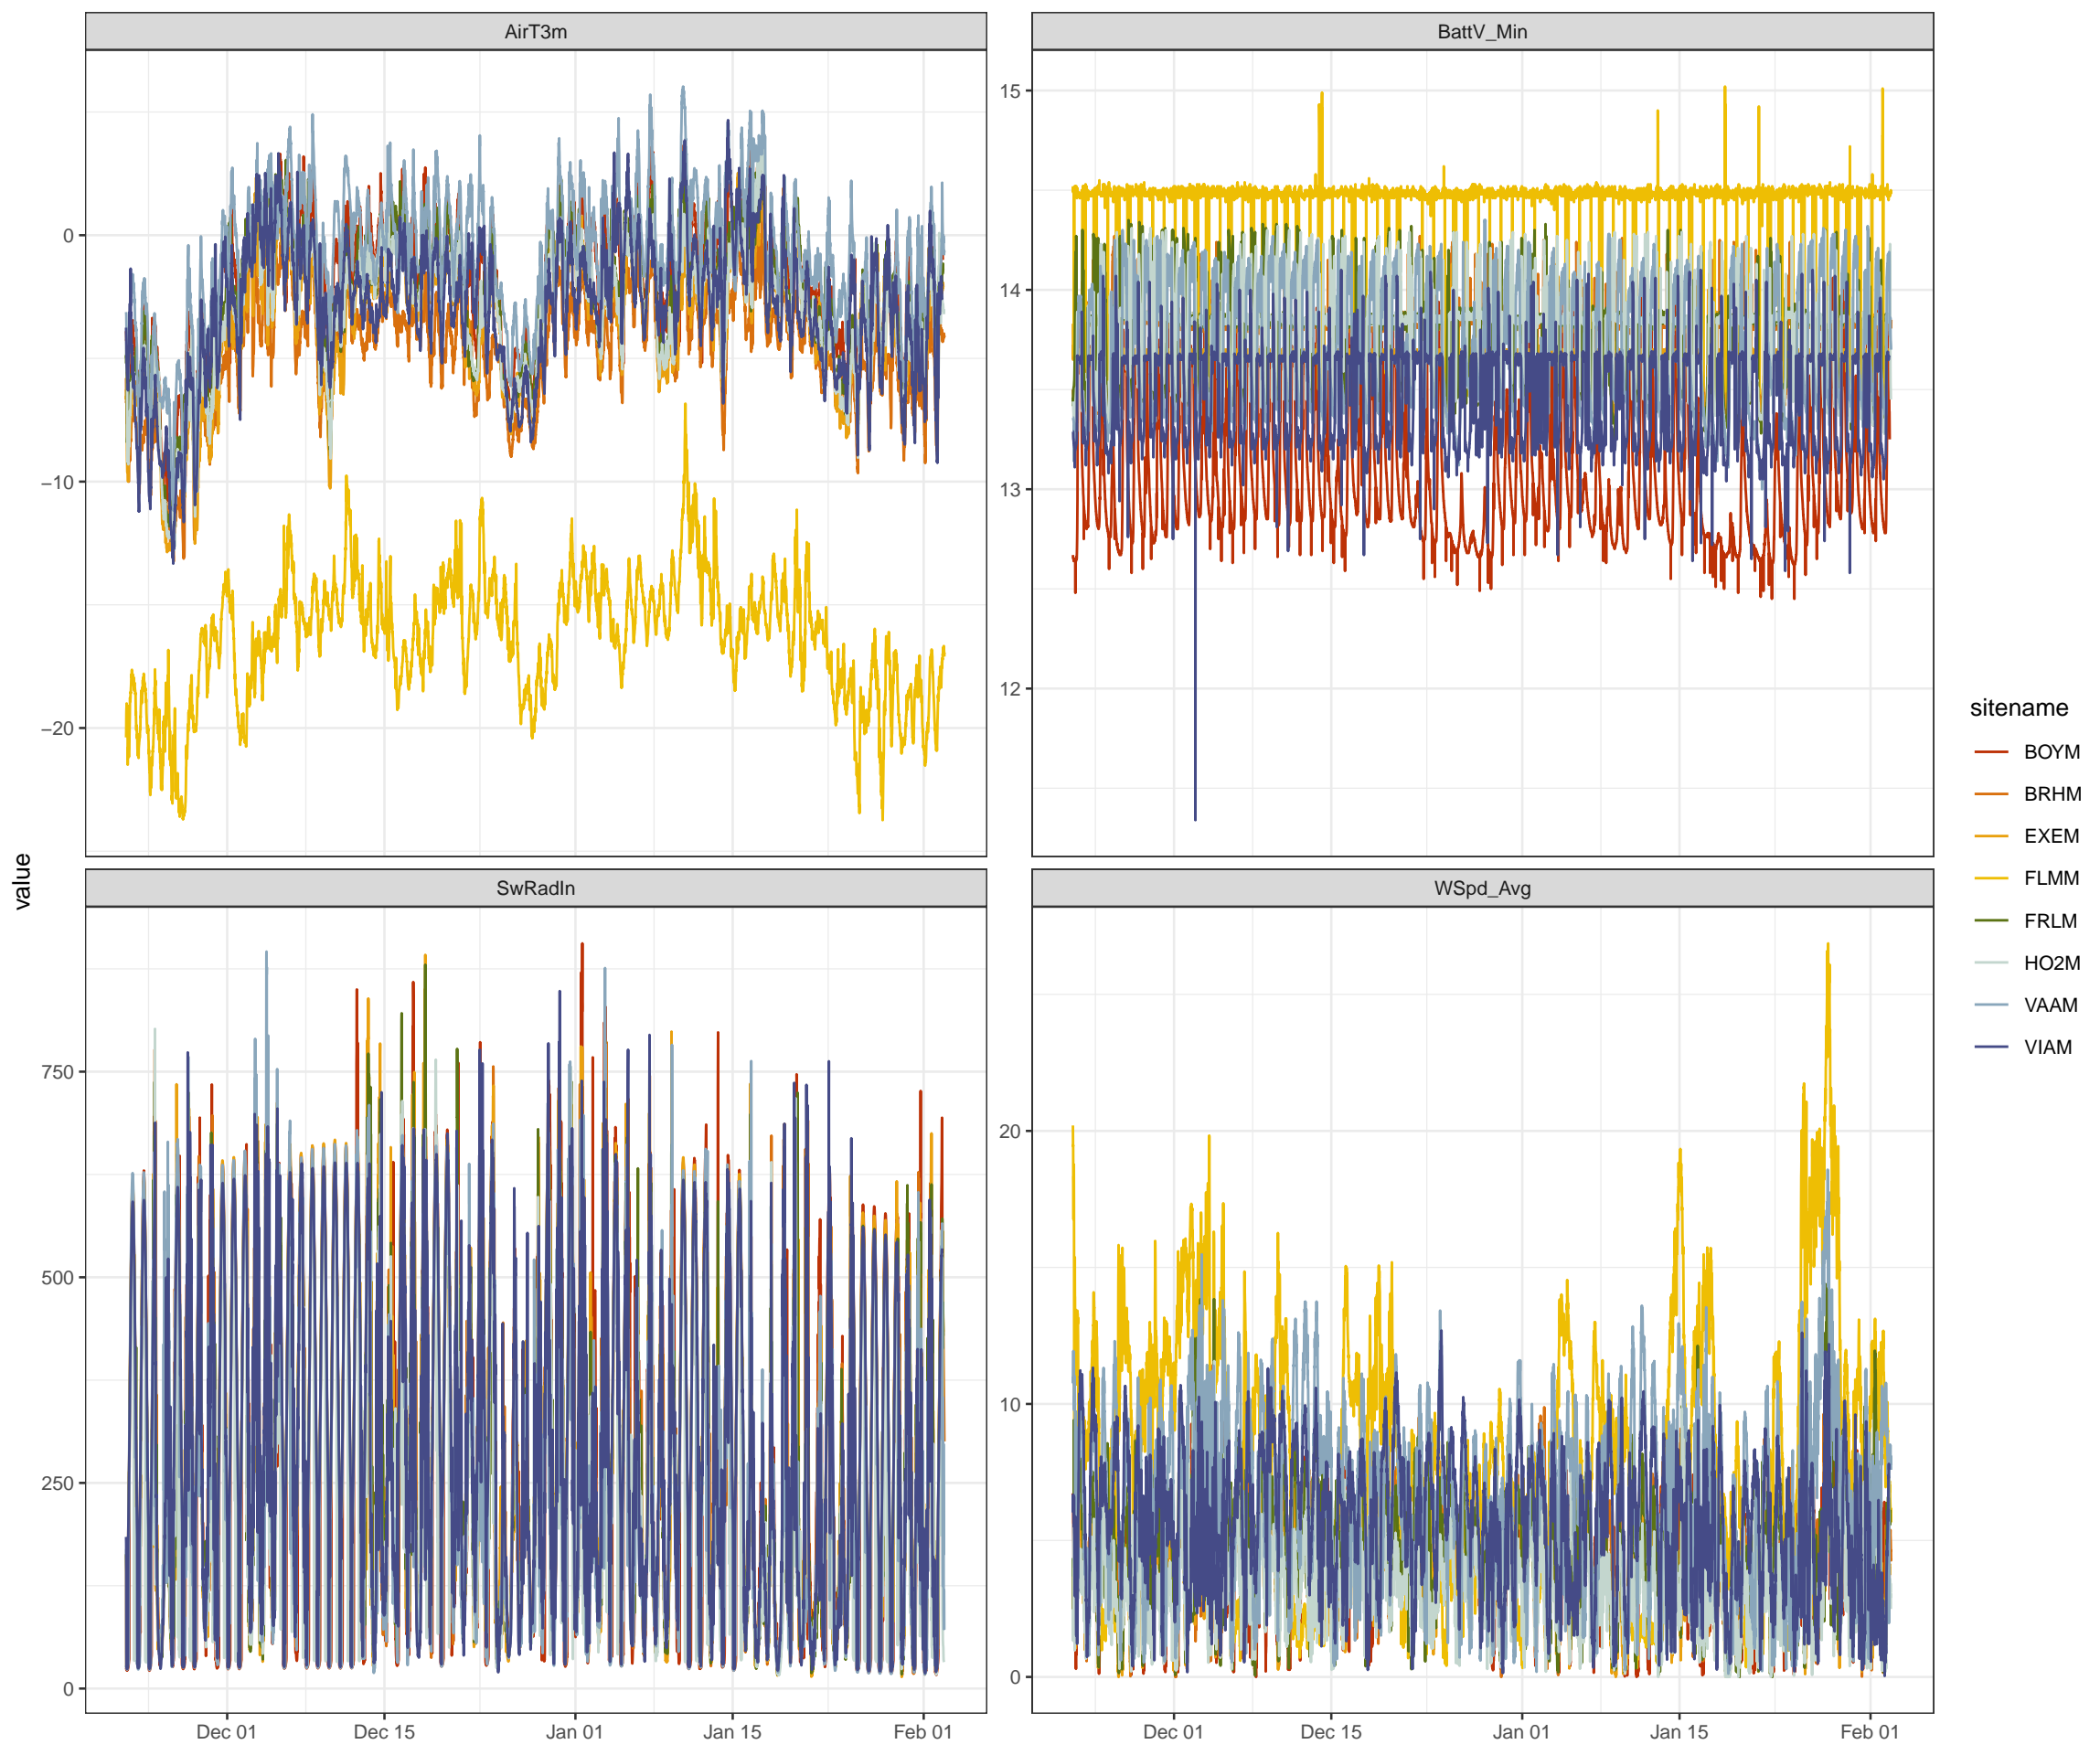 AirT3m
BattV_Min
0
−10
−20
15
14
13
12
SwRadIn
WSpd_Avg
750
500
250
0
20
10
0
Dec 01
Dec 15
Jan 01
Jan 15
Feb 01
Dec 01
Dec 15
Jan 01
Jan 15
Feb 01
value
sitename
BOYM
BRHM
EXEM
FLMM
FRLM
HO2M
VAAM
VIAM